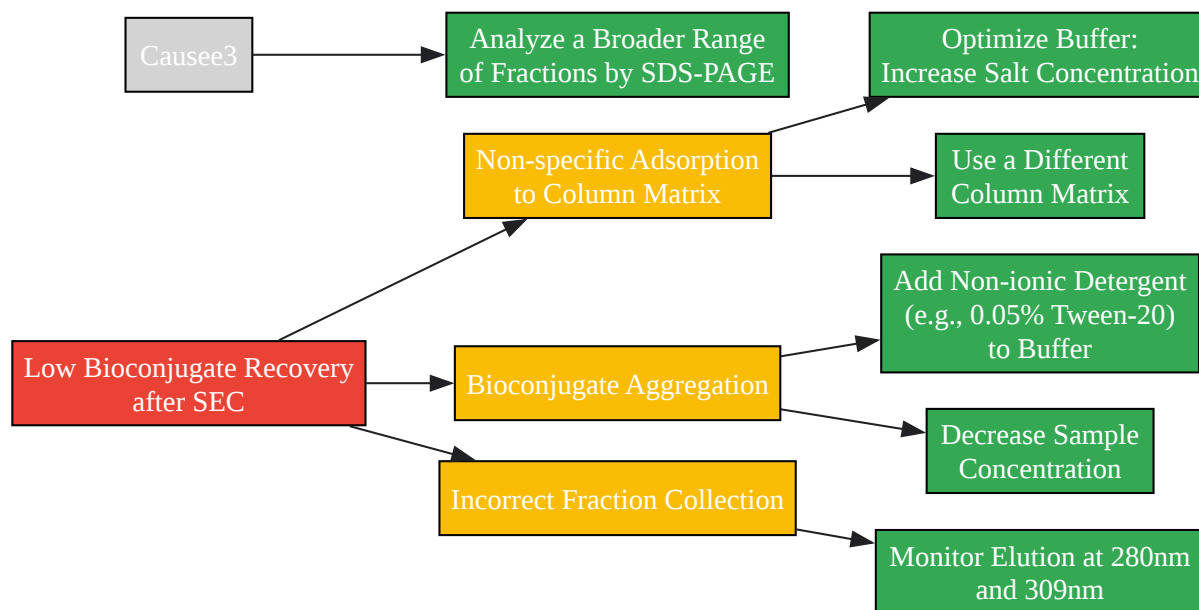 Causee3
Analyze a Broader Range
of Fractions by SDS-PAGE
Optimize Buffer:
Increase Salt Concentration
Non-specific Adsorption
to Column Matrix
Use a Different
Column Matrix
Add Non-ionic Detergent
(e.g., 0.05% Tween-20)
to Buffer
Low Bioconjugate Recovery
after SEC
Bioconjugate Aggregation
Decrease Sample
Concentration
Incorrect Fraction Collection
Monitor Elution at 280nm
and 309nm